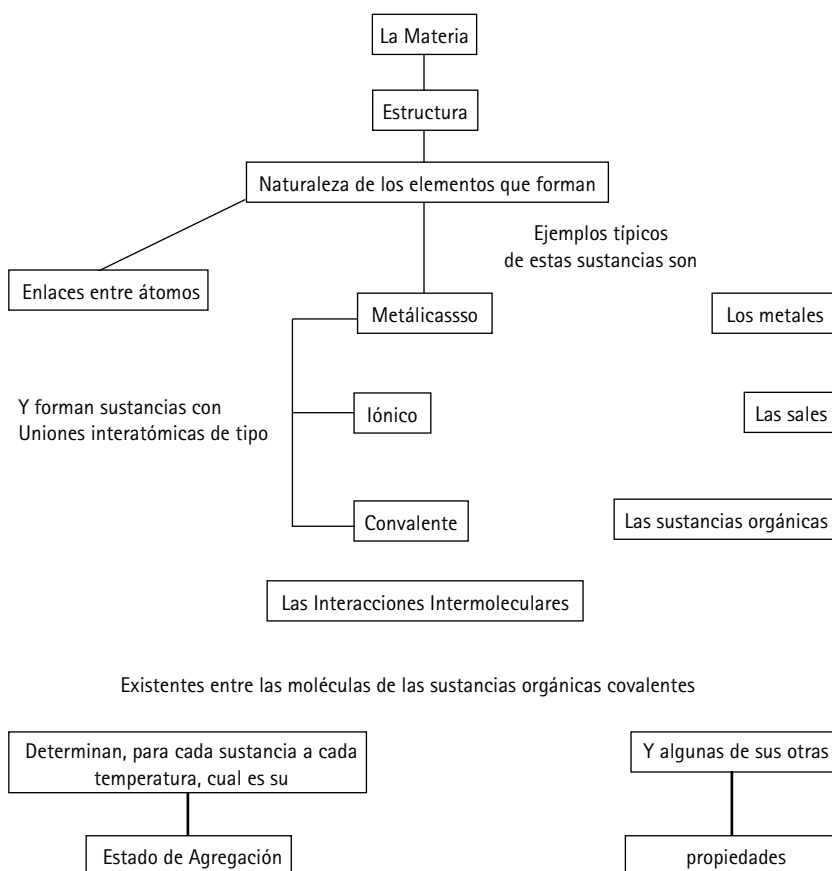 La Materia
Estructura
Naturaleza de los elementos que forman
Ejemplos típicos
de estas sustancias son
Enlaces entre átomos
Metálicassso
Los metales
Y forman sustancias con
Uniones interatómicas de tipo
Iónico
Las sales
Convalente
Las sustancias orgánicas
Las Interacciones Intermoleculares
Existentes entre las moléculas de las sustancias orgánicas covalentes
Determinan, para cada sustancia a cada
temperatura, cual es su
Y algunas de sus otras
Estado de Agregación
propiedades